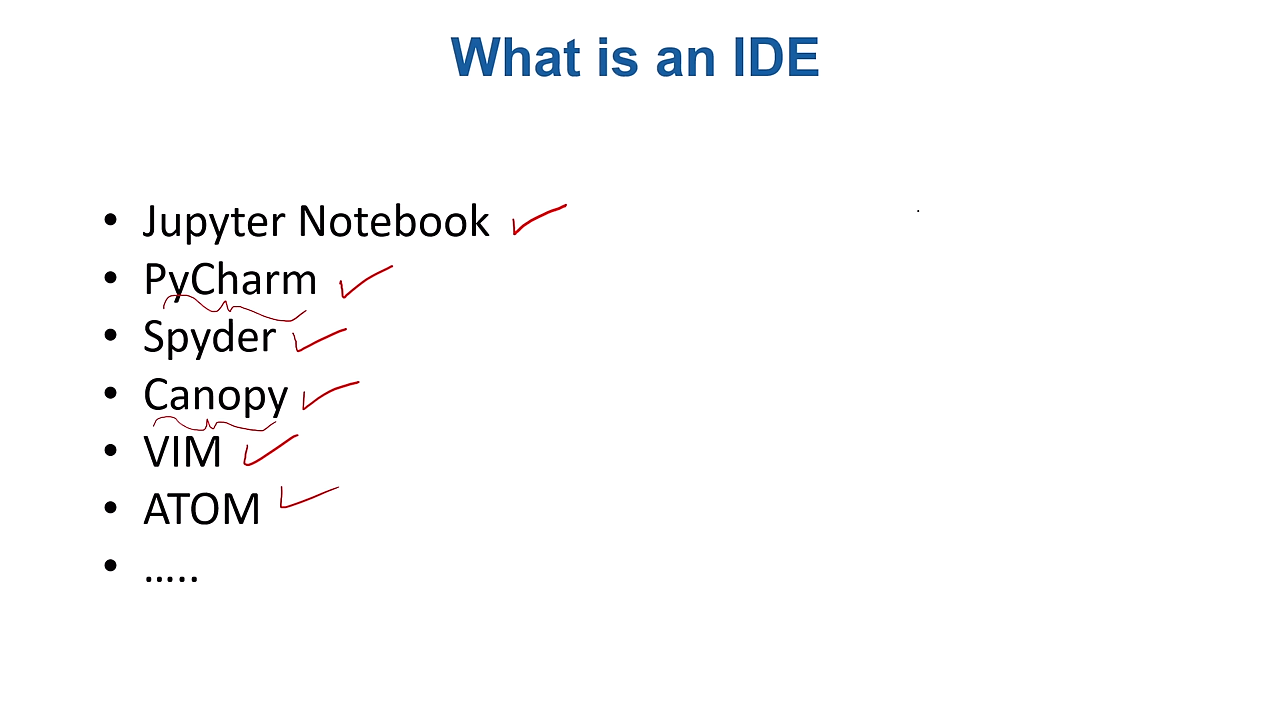 What is an IDE
• Jupyter Notebook
• PyCharm
• Spyder
• Canopy
• VIM
• ATOM
• …..